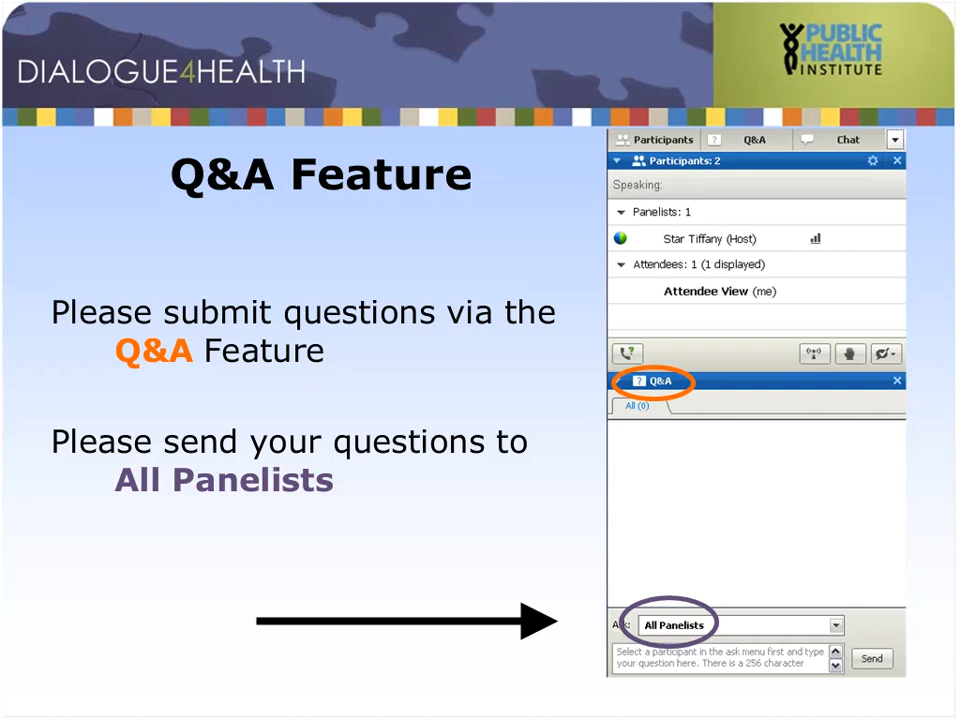 DIALOGUE4HEALTH
PUBLIC
HEALTH
INSTITUTE
Q&A Feature
Please submit questions via the
Q&A Feature
Please send your questions to
All Panelists
Participants ? Q&A Chat
Participants: 2
Speaking:
Panelists: 1
Star Tiffany (Host)
Attendees: 1 (1 displayed)
Attendee View (me)
? Q&A
All (0)
Ask: All Panelists
Select a participant in the ask menu first and type
your question here. There is a 256 character
Send